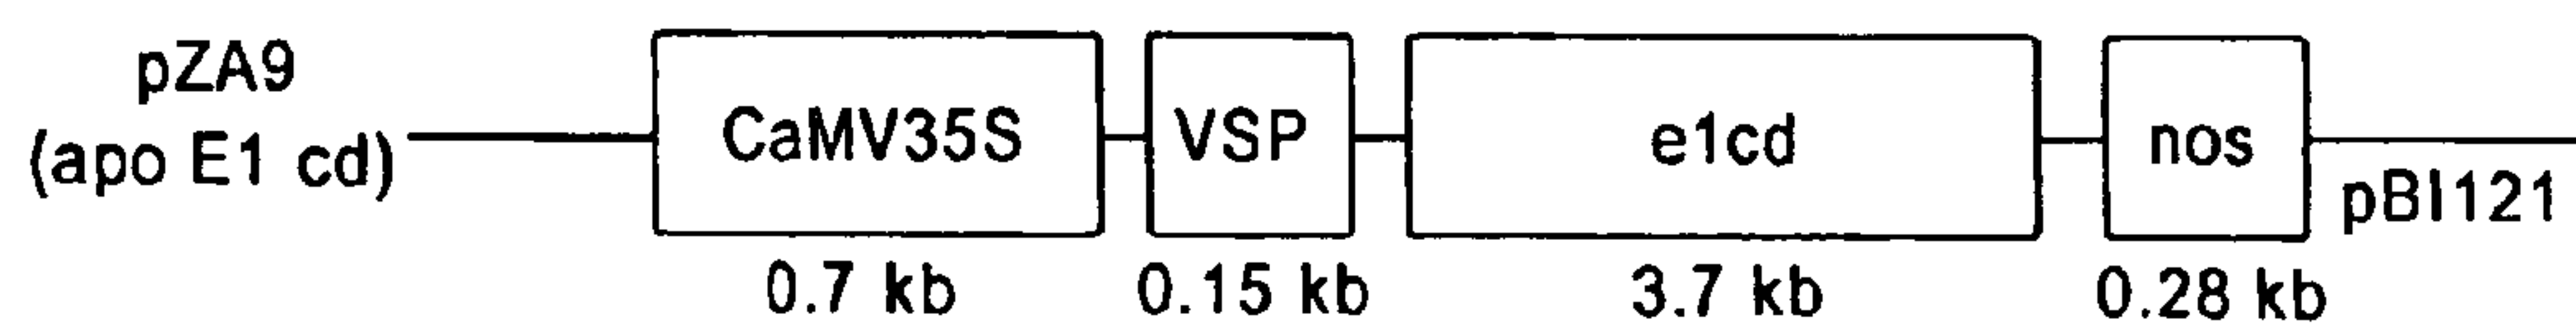 pZA9
(apo E1 cd)
CaMV35S
VSP
e1cd
nos
pBI121
0.7 kb
0.15 kb
3.7 kb
0.28 kb